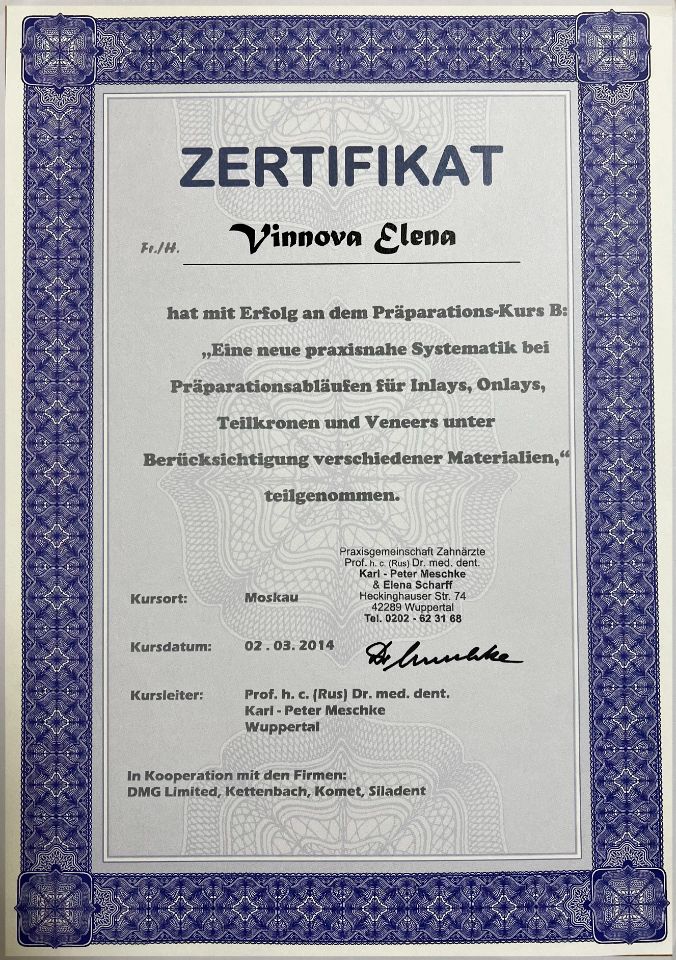 ZERTIFIKAT
Fr./H. Vinnova Elena
hat mit Erfolg an dem Präparations-Kurs B:
„Eine neue praxisnahe Systematik bei
Präparationsabläufen für Inlays, Onlays,
Teilkronen und Veneers unter
Berücksichtigung verschiedener Materialien,“
teilgenommen.
Praxisgemeinschaft Zahnärzte
Prof. h. c. (Rus) Dr. med. dent.
Karl - Peter Meschke
& Elena Scharff
Heckinghauser Str. 74
42289 Wuppertal
Tel. 0202 - 62 31 68
Kursort: Moskau
Kursdatum: 02 . 03. 2014
Dr Meschke
Kursleiter: Prof. h. c. (Rus) Dr. med. dent.
Karl - Peter Meschke
Wuppertal
In Kooperation mit den Firmen:
DMG Limited, Kettenbach, Komet, Siladent